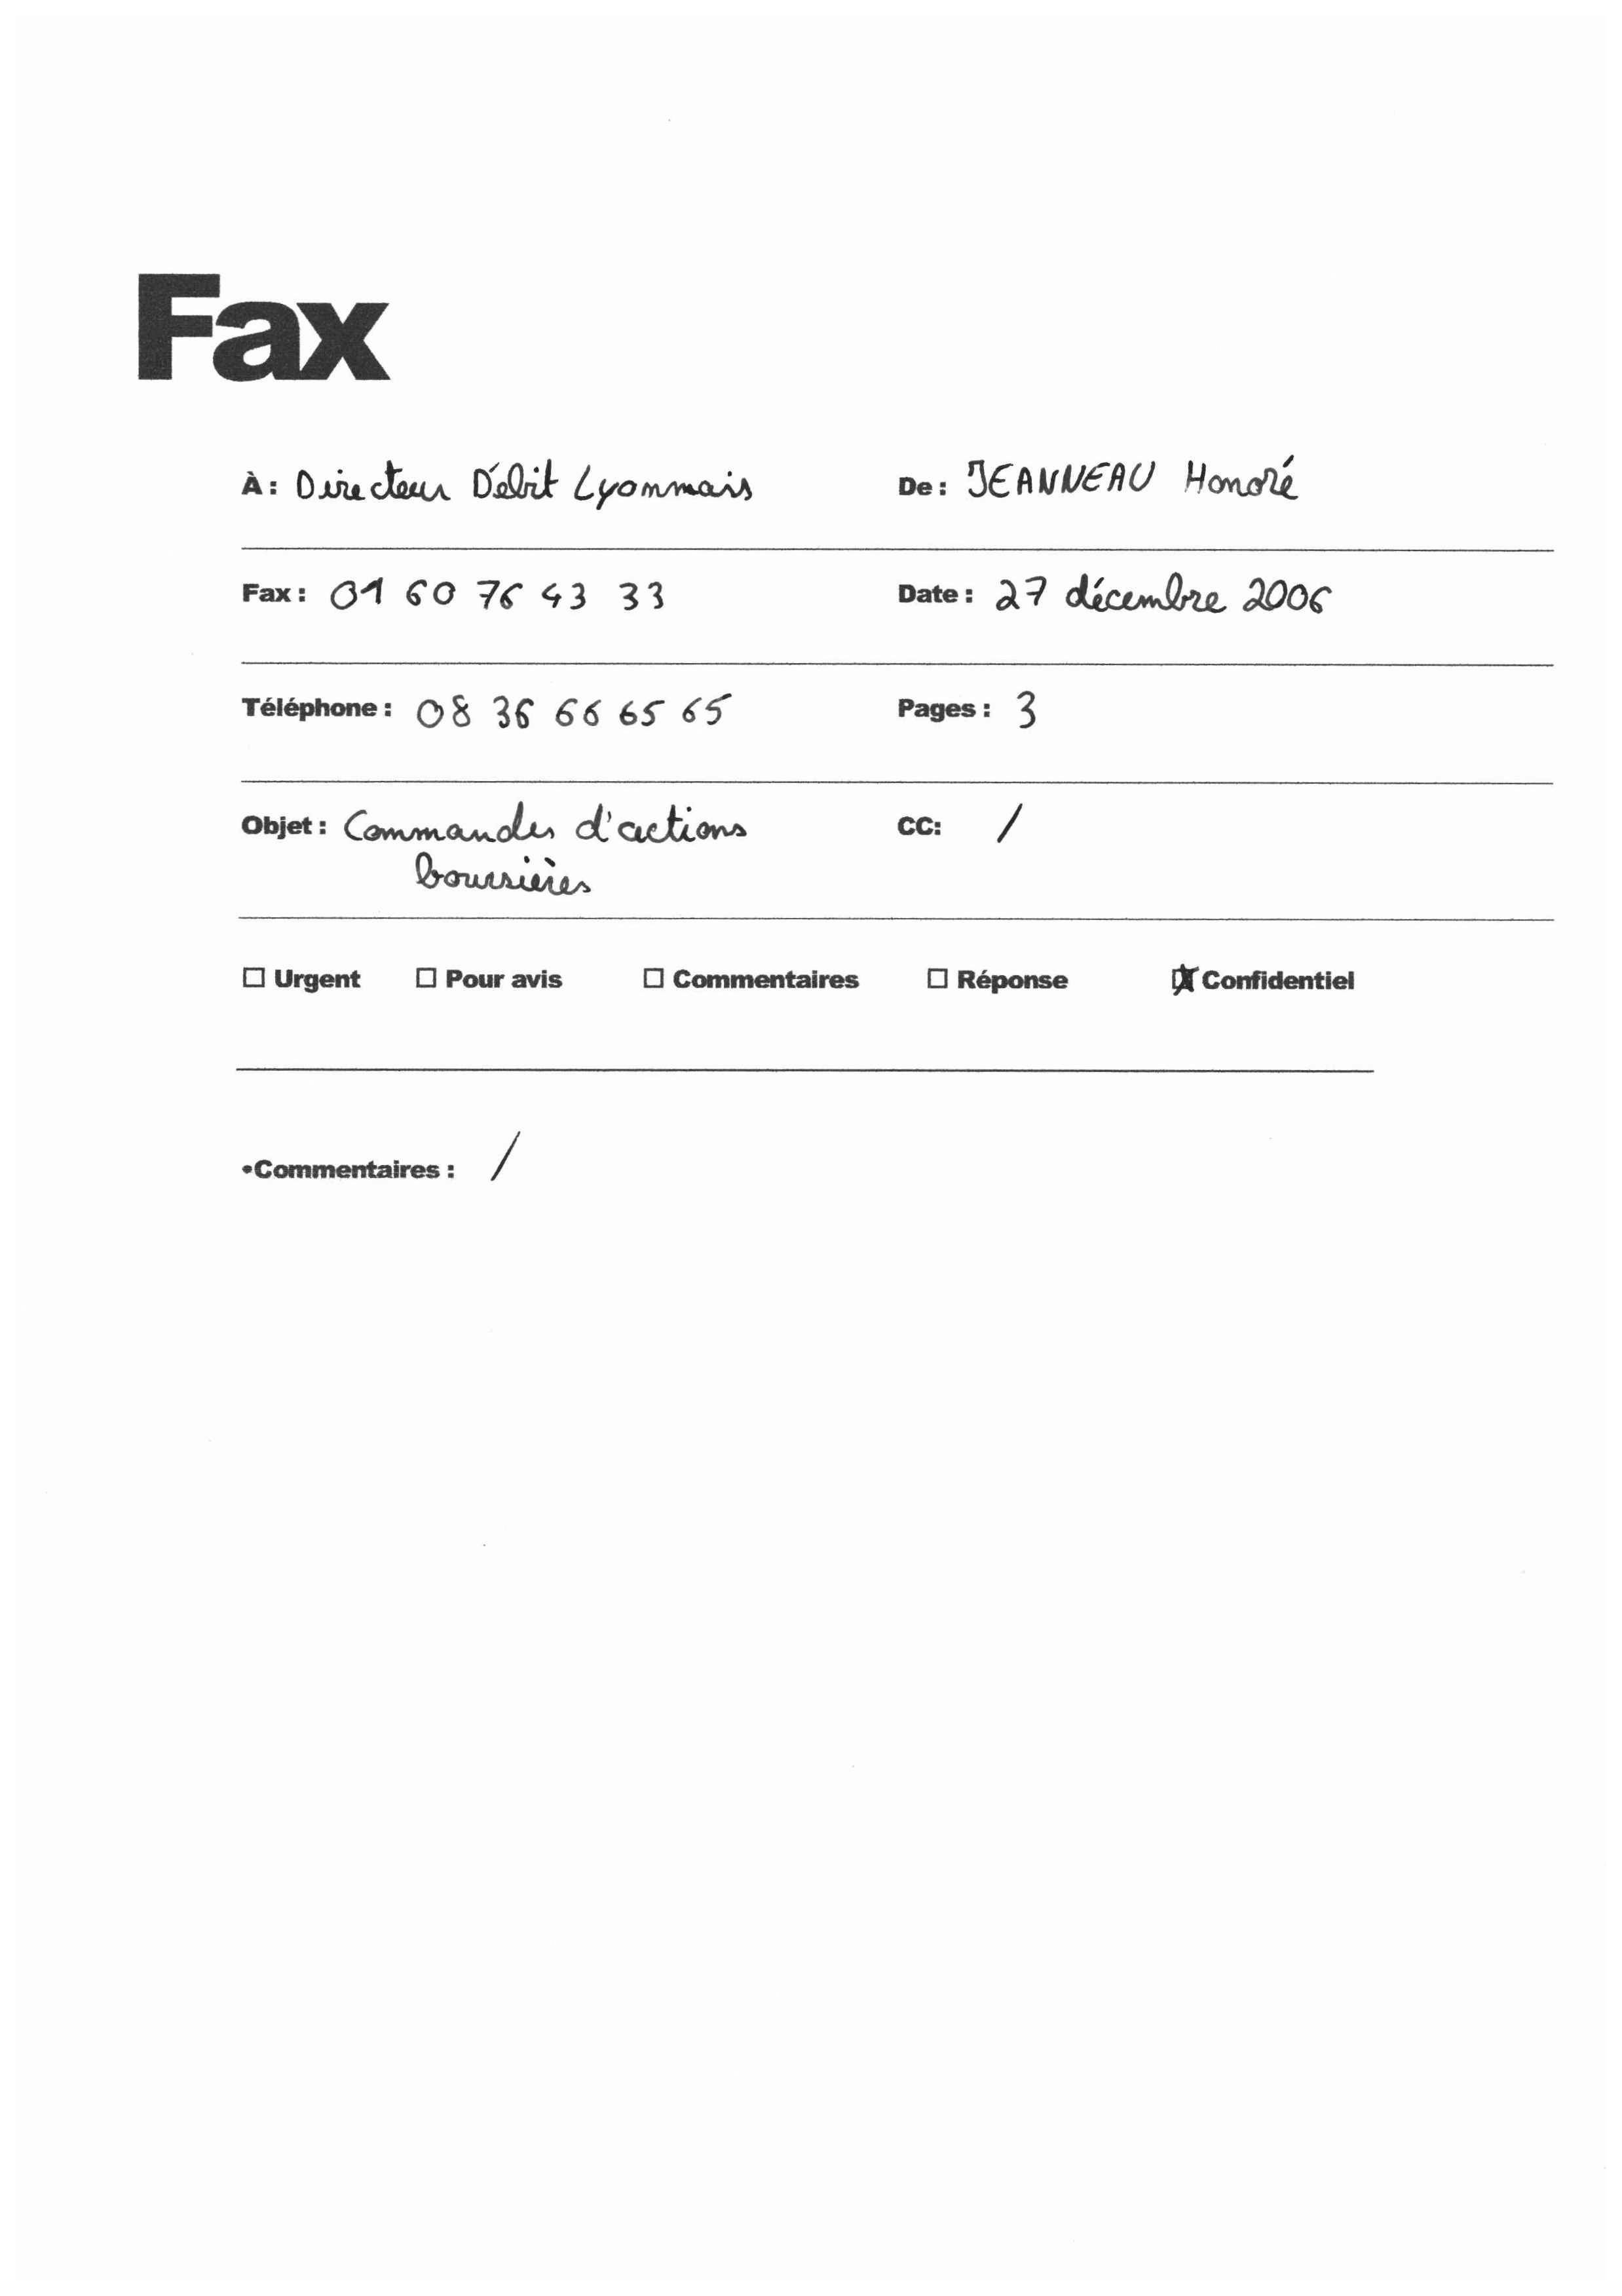 Fax
À : Directeur Débit Lyonnais De : JEANNEAU Honoré
Fax : 01 60 76 43 33 Date : 27 décembre 2006
Téléphone : 08 36 66 65 65 Pages : 3
Objet : Commandes d'actions CC: /
boursières
☐ Urgent ☐ Pour avis ☐ Commentaires ☐ Réponse ☒ Confidentiel
•Commentaires : /